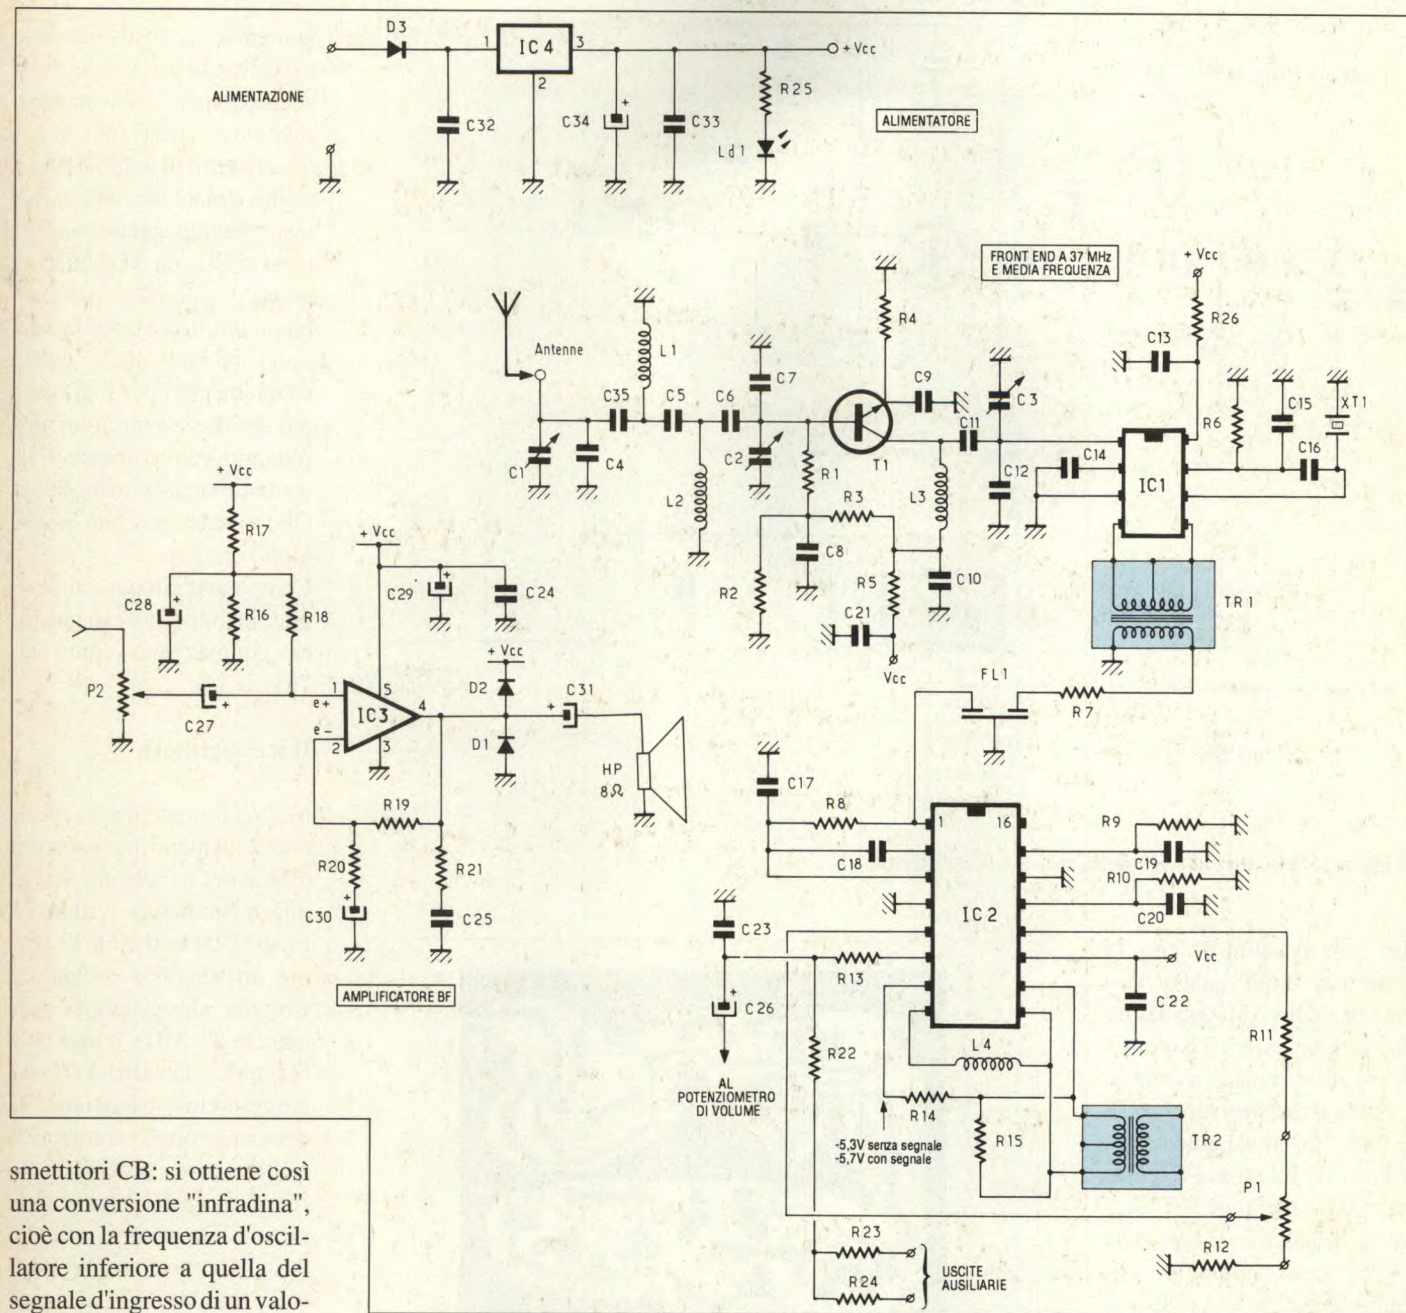 D3
1
IC4
3
2
+ Vcc
ALIMENTAZIONE
C32
C34
+
C33
R25
Ld1
ALIMENTATORE
FRONT END A 37 MHz
E MEDIA FREQUENZA
+ Vcc
R26
C13
R4
Antenne
L1
C7
C9
C3
C35
C5
C6
C11
R6
C15
XT1
C16
C1
C4
C2
T1
C14
IC1
L2
R1
R3
L3
C12
C8
R2
R5
C10
C21
Vcc
TR1
+ Vcc
R17
+ Vcc
C28
+
R16
R18
C29
+
C24
P2
C27
+
1
e+
5
IC3
4
e-
2
3
+ Vcc
D2
D1
+
C31
HP
8Ω
R19
R20
R21
C30
+
C25
AMPLIFICATORE BF
FL1
R7
C17
R8
1
16
R9
C18
C19
R10
IC2
C20
C23
R13
Vcc
+
C26
C22
R22
R11
AL
POTENZIOMETRO
DI VOLUME
L4
R14
R15
-5,3V senza segnale
-5,7V con segnale
TR2
P1
R23
R24
USCITE
AUSILIARIE
R12
smettitori CB: si ottiene così
una conversione "infradina",
cioè con la frequenza d'oscil-
latore inferiore a quella del
segnale d'ingresso di un valo-